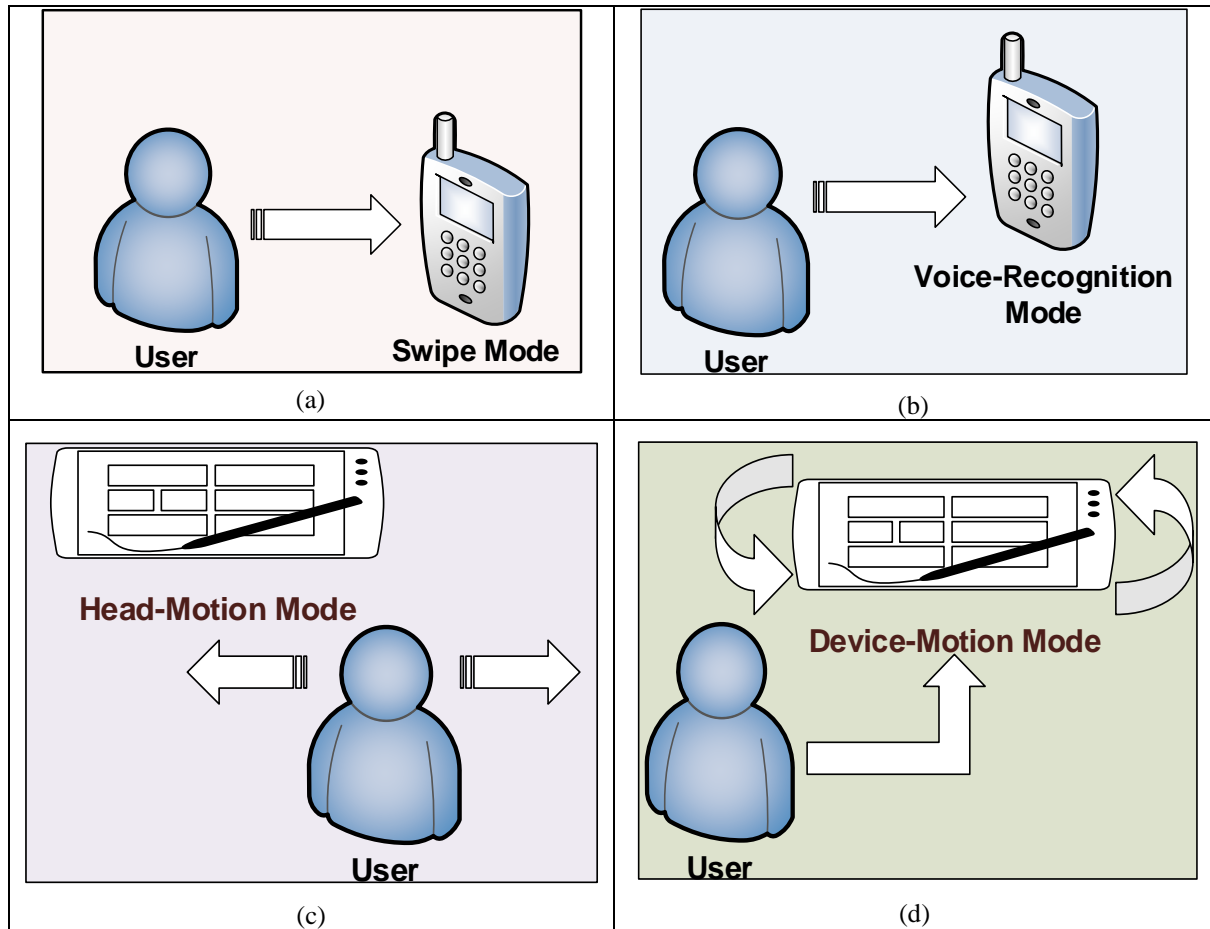 User
Swipe Mode
(a)
Voice-Recognition
Mode
User
(b)
Head-Motion Mode
User
(c)
Device-Motion Mode
User
(d)